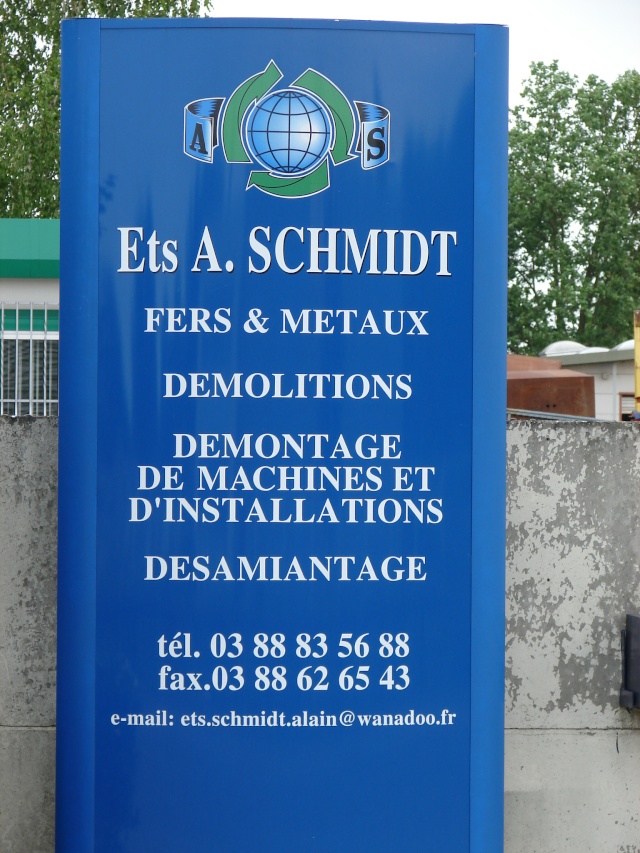 A S
Ets A. SCHMIDT
FERS & METAUX
DEMOLITIONS
DEMONTAGE
DE MACHINES ET
D'INSTALLATIONS
DESAMIANTAGE
tél. 03 88 83 56 88
fax.03 88 62 65 43
e-mail: ets.schmidt.alain@wanadoo.fr